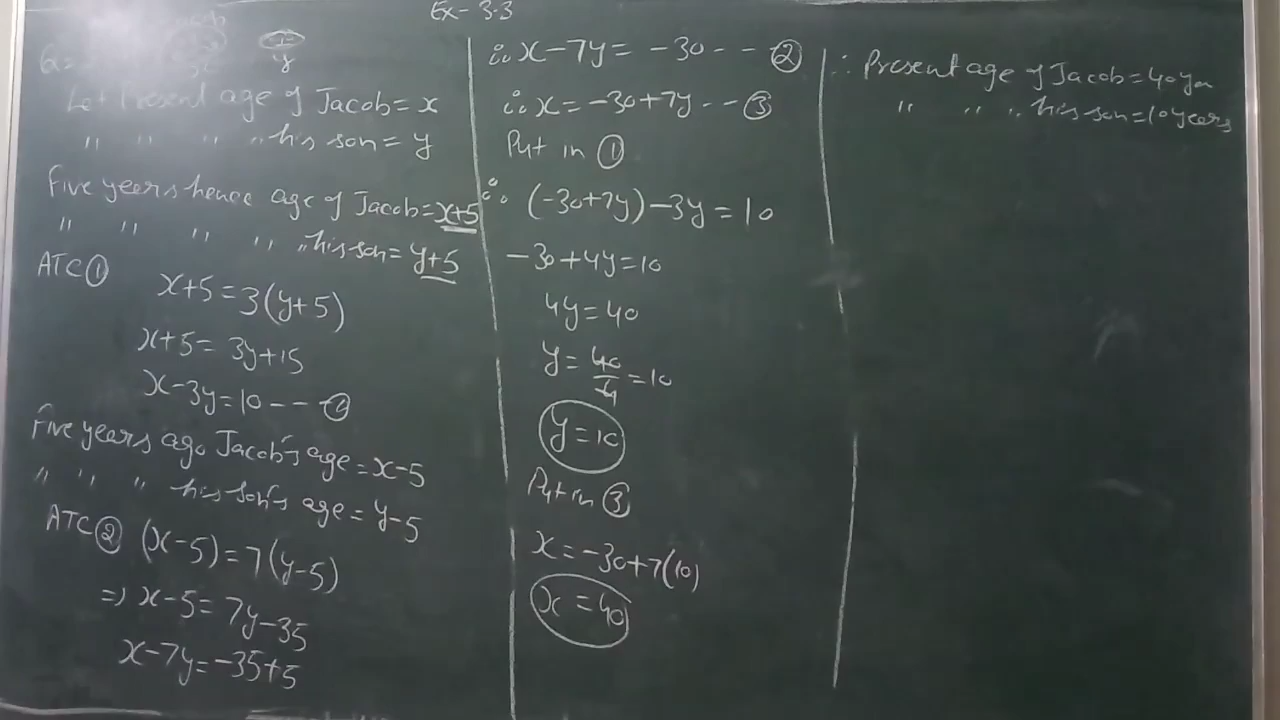 Ex - 3.3
y
Let Present age of Jacob = x
" " " " his son = y
Five years hence age of Jacob = x+5
" " " " " his son = y+5
ATC ①
x+5 = 3(y+5)
x+5 = 3y+15
x-3y = 10 --- ①
Five years ago Jacob's age = x-5
" " " his son's age = y-5
ATC ② (x-5) = 7(y-5)
=> x-5 = 7y-35
x-7y = -35+5
∴ x-7y = -30 --- ②
∴ x = -30+7y --- ③
Put in ①
∴ (-30+7y)-3y = 10
-30+4y = 10
4y = 40
y = 40/4 = 10
y = 10
Put in ③
x = -30+7(10)
x = 40
∴ Present age of Jacob = 40 
" " " his son = 10 years